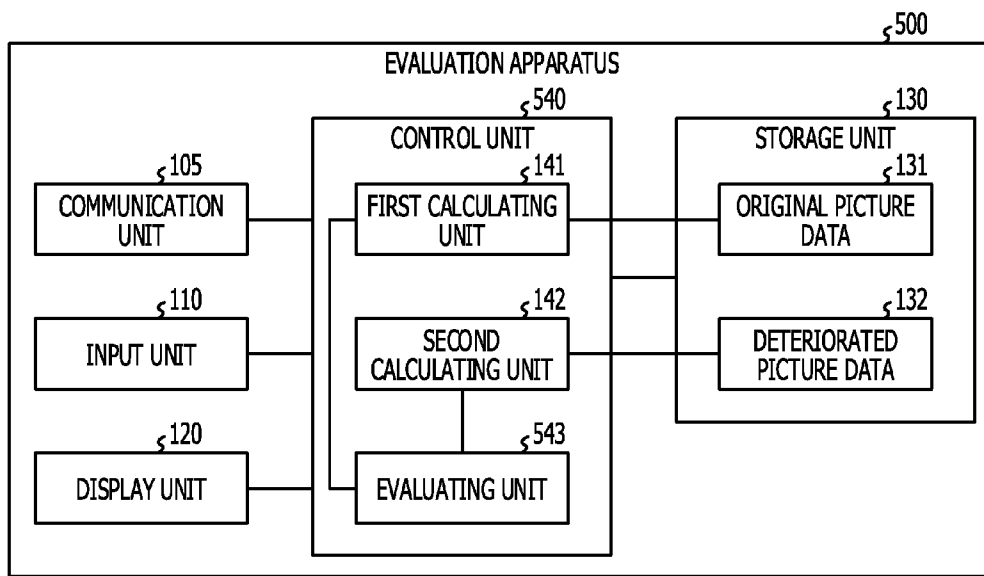 500
EVALUATION APPARATUS
540
CONTROL UNIT
130
STORAGE UNIT
105
COMMUNICATION
UNIT
141
FIRST CALCULATING
UNIT
131
ORIGINAL PICTURE
DATA
110
INPUT UNIT
142
SECOND
CALCULATING UNIT
132
DETERIORATED
PICTURE DATA
120
DISPLAY UNIT
543
EVALUATING UNIT